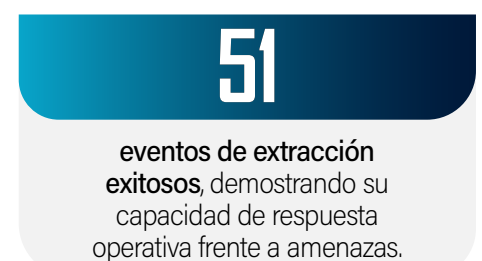 51
eventos de extracción
exitosos, demostrando su
capacidad de respuesta
operativa frente a amenazas.